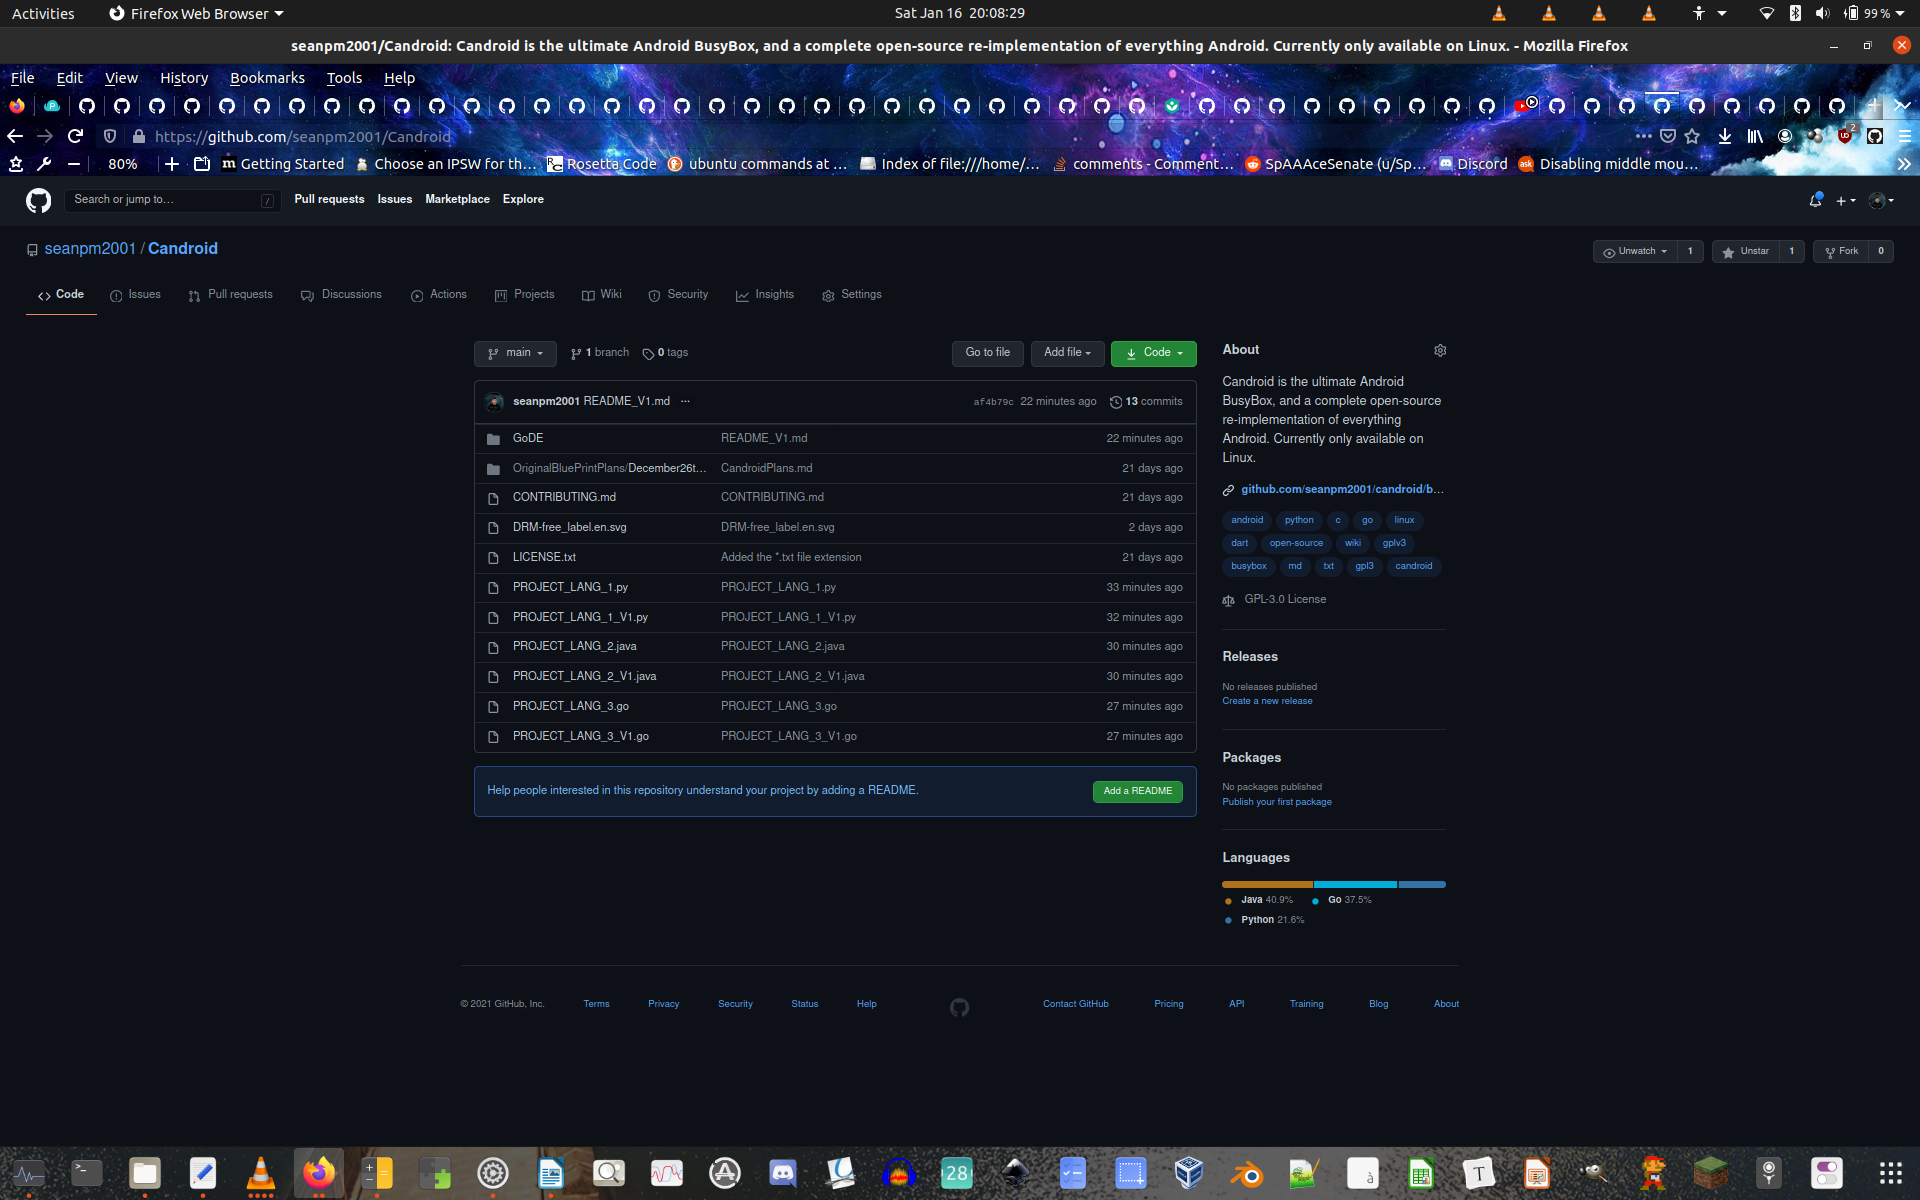 Activities
Firefox Web Browser
Sat Jan 16 20:08:29
99 %
seanpm2001/Candroid: Candroid is the ultimate Android BusyBox, and a complete open-source re-implementation of everything Android. Currently only available on Linux. - Mozilla Firefox
File Edit View History Bookmarks Tools Help
https://github.com/seanpm2001/Candroid
2
80%
Getting Started
Choose an IPSW for th…
Rosetta Code
ubuntu commands at …
Index of file:///home/…
comments - Comment…
SpAAAceSenate (u/Sp…
Discord
Disabling middle mou…
Search or jump to…
/
Pull requests Issues Marketplace Explore
seanpm2001 / Candroid
Unwatch 1
Unstar 1
Fork 0
Code Issues Pull requests Discussions Actions Projects Wiki Security Insights Settings
main
1 branch
0 tags
Go to file
Add file
Code
seanpm2001 README_V1.md ...
af4b79c 22 minutes ago 13 commits
GoDE README_V1.md 22 minutes ago
OriginalBluePrintPlans/December26t... CandroidPlans.md 21 days ago
CONTRIBUTING.md CONTRIBUTING.md 21 days ago
DRM-free_label.en.svg DRM-free_label.en.svg 2 days ago
LICENSE.txt Added the *.txt file extension 21 days ago
PROJECT_LANG_1.py PROJECT_LANG_1.py 33 minutes ago
PROJECT_LANG_1_V1.py PROJECT_LANG_1_V1.py 32 minutes ago
PROJECT_LANG_2.java PROJECT_LANG_2.java 30 minutes ago
PROJECT_LANG_2_V1.java PROJECT_LANG_2_V1.java 30 minutes ago
PROJECT_LANG_3.go PROJECT_LANG_3.go 27 minutes ago
PROJECT_LANG_3_V1.go PROJECT_LANG_3_V1.go 27 minutes ago
Help people interested in this repository understand your project by adding a README.
Add a README
About
Candroid is the ultimate Android
BusyBox, and a complete open-source
re-implementation of everything
Android. Currently only available on
Linux.
github.com/seanpm2001/candroid/b...
android python c go linux
dart open-source wiki gplv3
busybox md txt gpl3 candroid
GPL-3.0 License
Releases
No releases published
Create a new release
Packages
No packages published
Publish your first package
Languages
Java 40.9% Go 37.5%
Python 21.6%
© 2021 GitHub, Inc. Terms Privacy Security Status Help
Contact GitHub Pricing API Training Blog About
28